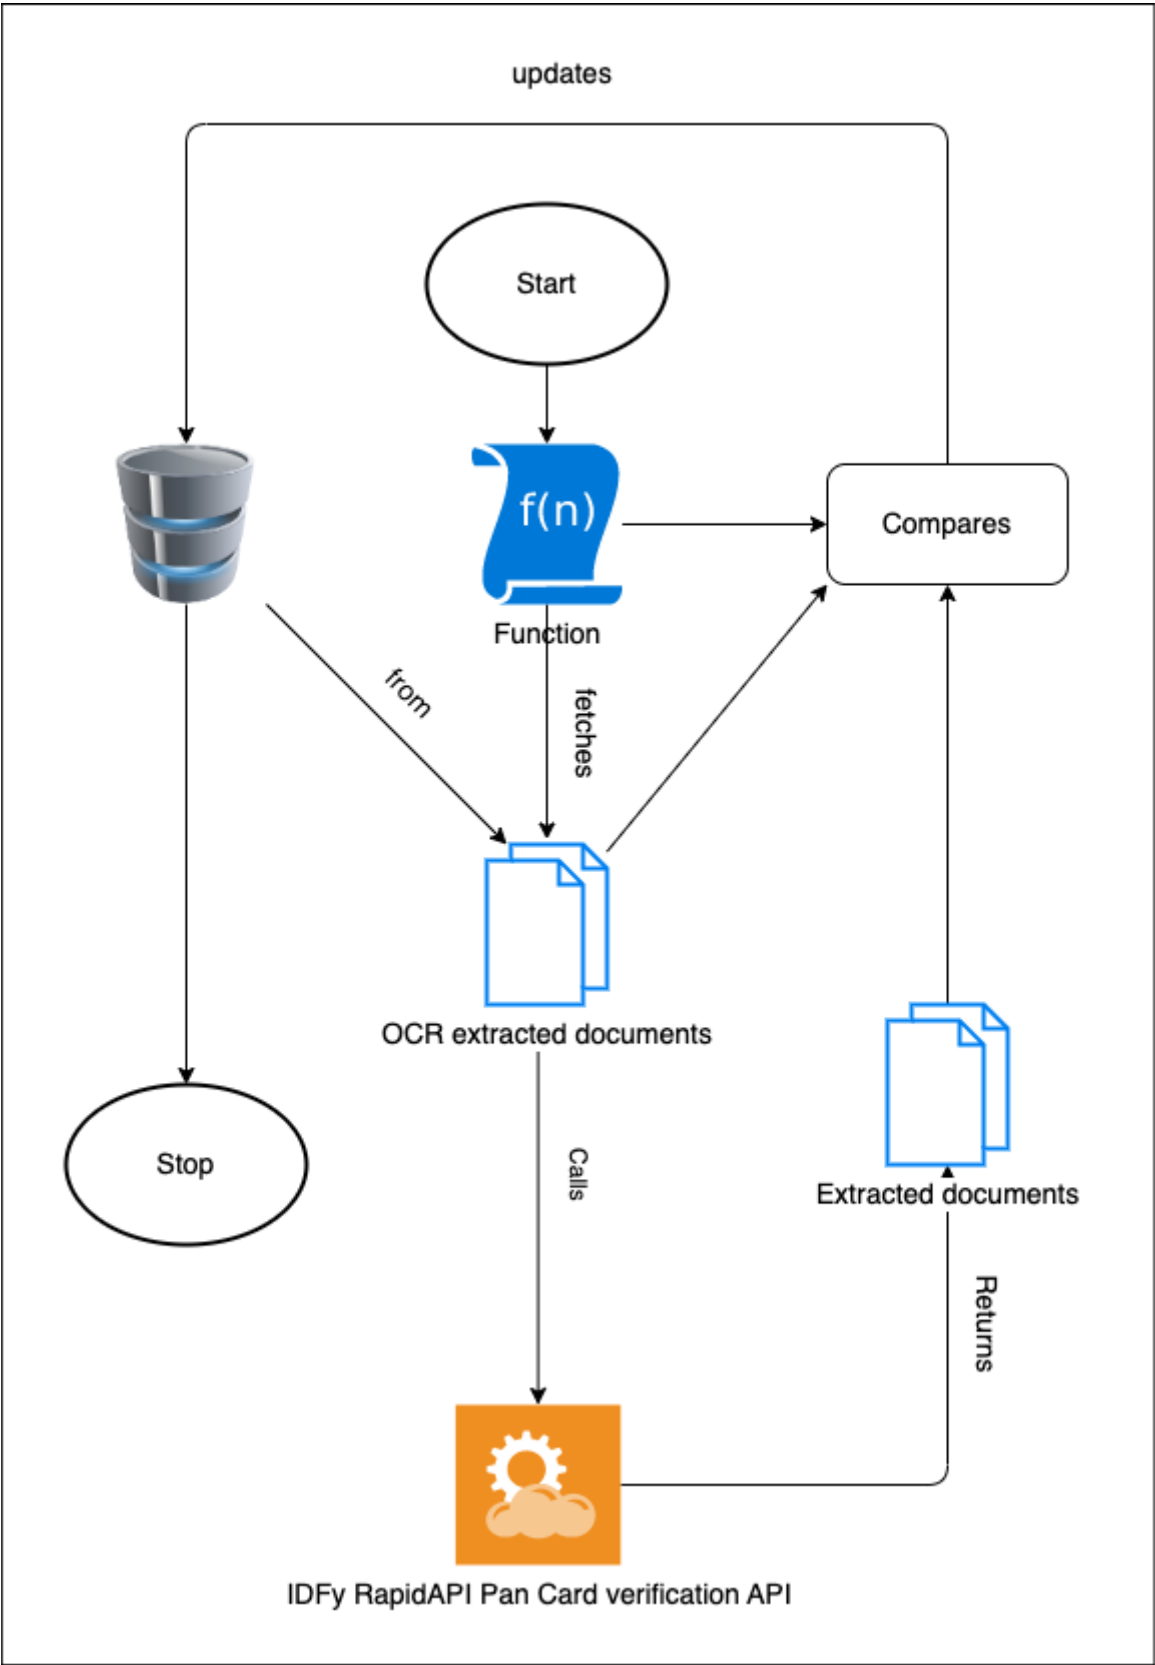 updates
Start
f(n)
Compares
Function
from
fetches
OCR extracted documents
Calls
Stop
Extracted documents
Returns
IDFy RapidAPI Pan Card verification API